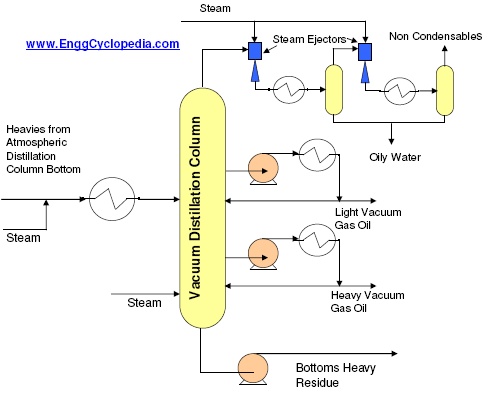 Steam
www.EnggCyclopedia.com
Steam Ejectors
Non Condensables
Heavies from
Atmospheric
Distillation
Column Bottom
Vacuum Distillation Column
Oily Water
Light Vacuum
Gas Oil
Steam
Heavy Vacuum
Gas Oil
Steam
Bottoms Heavy
Residue